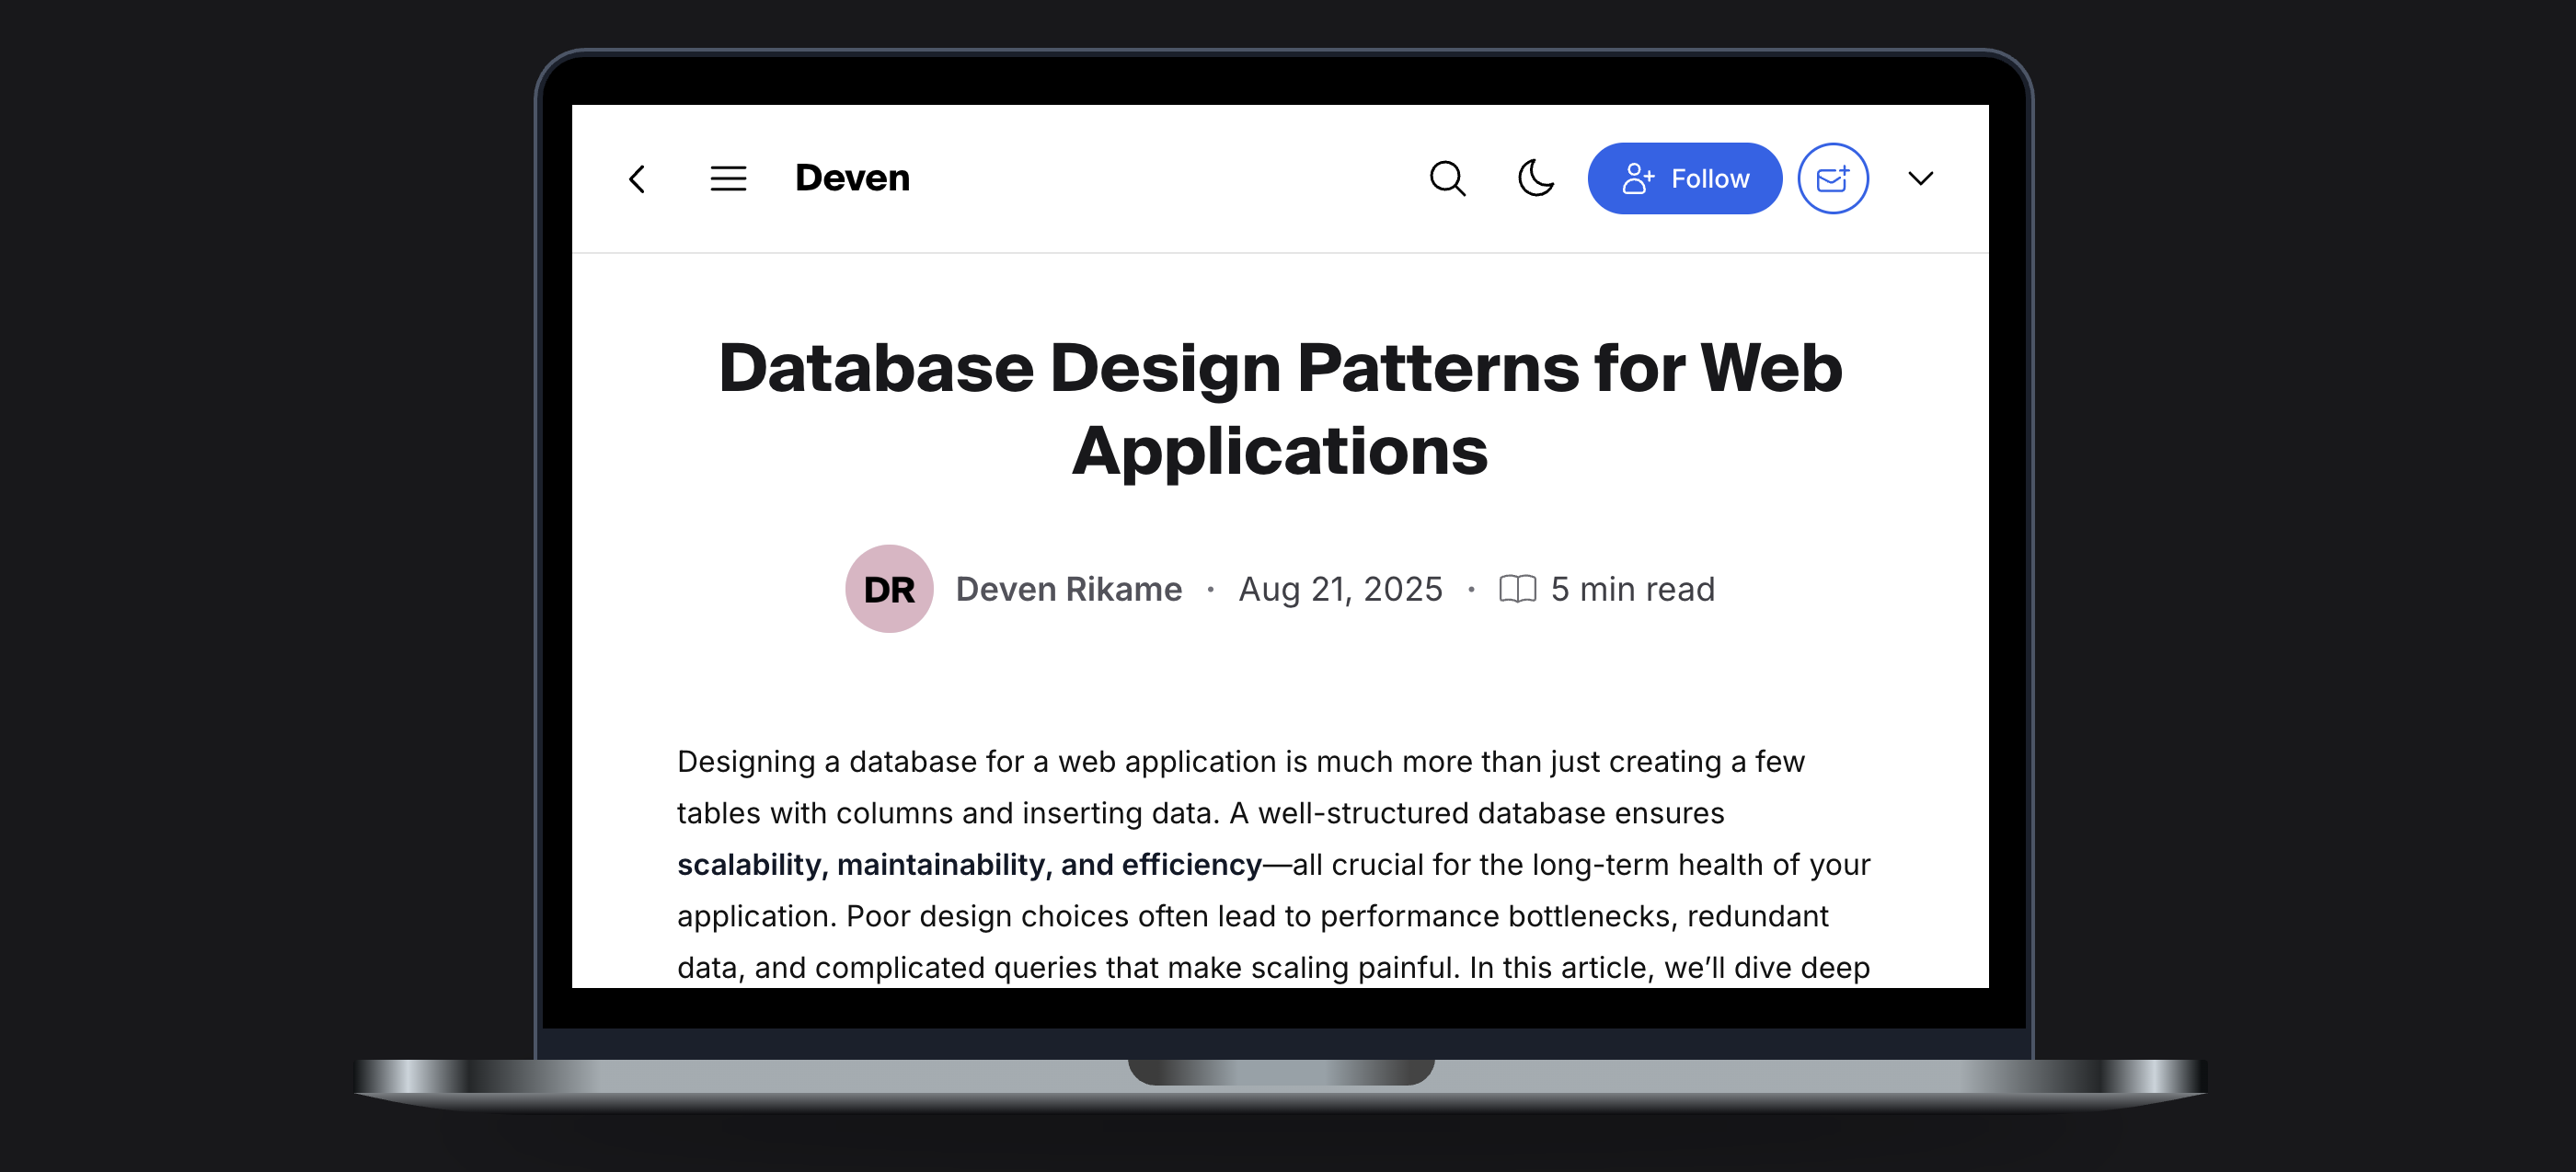 Deven
Follow
Database Design Patterns for Web
Applications
DR Deven Rikame · Aug 21, 2025 · 5 min read
Designing a database for a web application is much more than just creating a few
tables with columns and inserting data. A well-structured database ensures
scalability, maintainability, and efficiency—all crucial for the long-term health of your
application. Poor design choices often lead to performance bottlenecks, redundant
data, and complicated queries that make scaling painful. In this article, we’ll dive deep